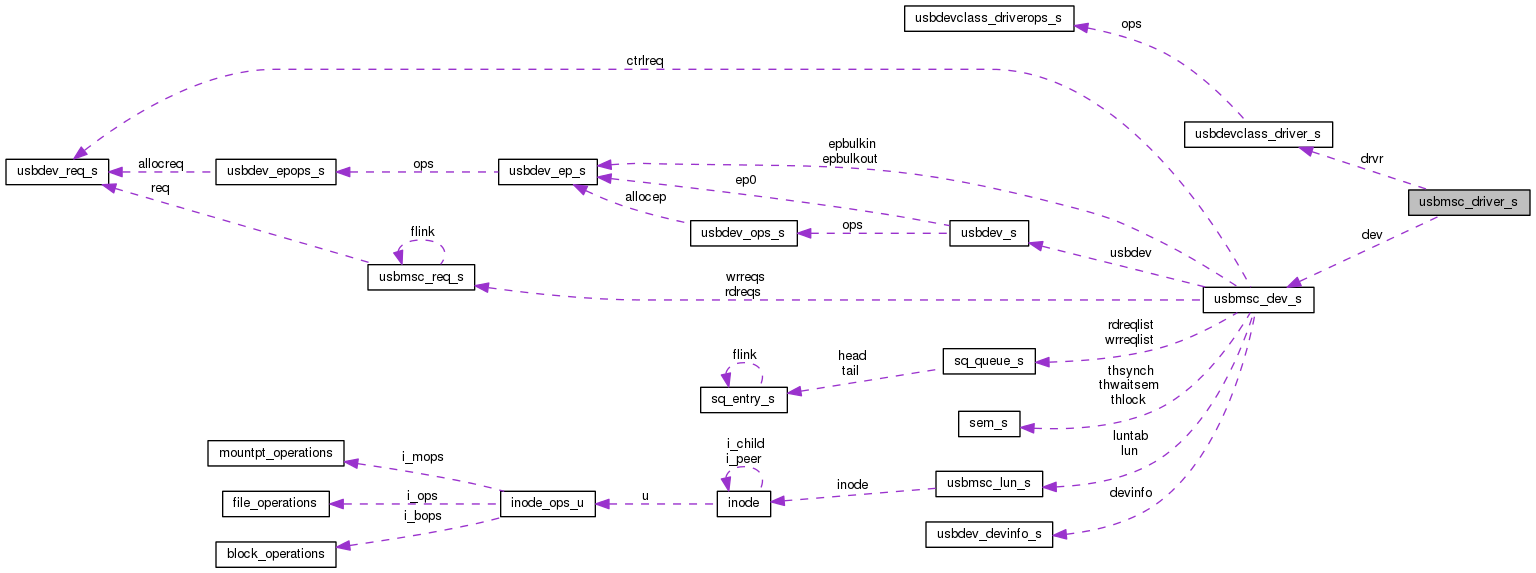 usbdevclass_driverops_s
ops
ctrlreq
usbdevclass_driver_s
drvr
usbmsc_driver_s
epbulkin
epbulkout
usbdev_req_s
allocreq
usbdev_epops_s
ops
usbdev_ep_s
ep0
req
allocep
usbdev_ops_s
ops
usbdev_s
dev
flink
usbmsc_req_s
usbdev
wrreqs
rdreqs
usbmsc_dev_s
rdreqlist
wrreqlist
flink
head
tail
sq_queue_s
sq_entry_s
thsynch
thwaitsem
thlock
sem_s
mountpt_operations
i_mops
i_child
i_peer
luntab
lun
inode
usbmsc_lun_s
file_operations
i_ops
i_bops
inode_ops_u
u
inode
devinfo
usbdev_devinfo_s
block_operations